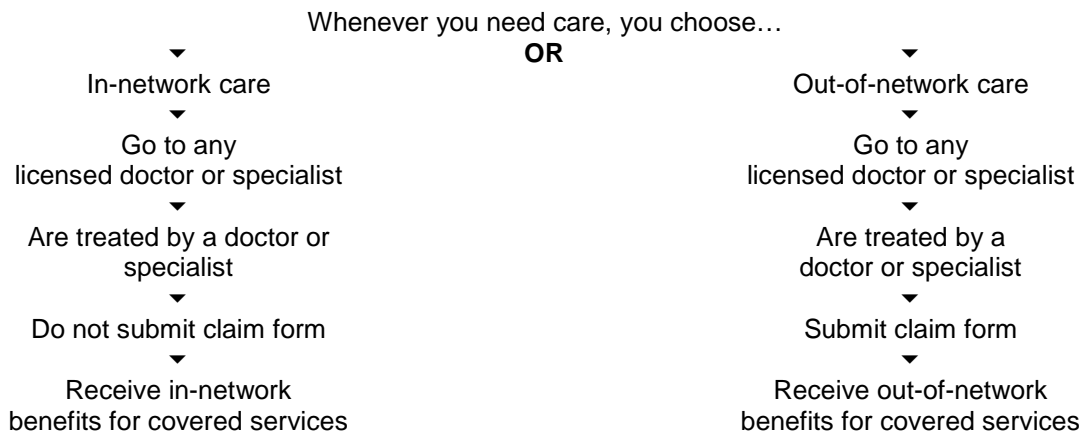 Whenever you need care, you choose…
OR
In-network care
Go to any
licensed doctor or specialist
Are treated by a doctor or
specialist
Do not submit claim form
Receive in-network
benefits for covered services
Out-of-network care
Go to any
licensed doctor or specialist
Are treated by a
doctor or specialist
Submit claim form
Receive out-of-network
benefits for covered services